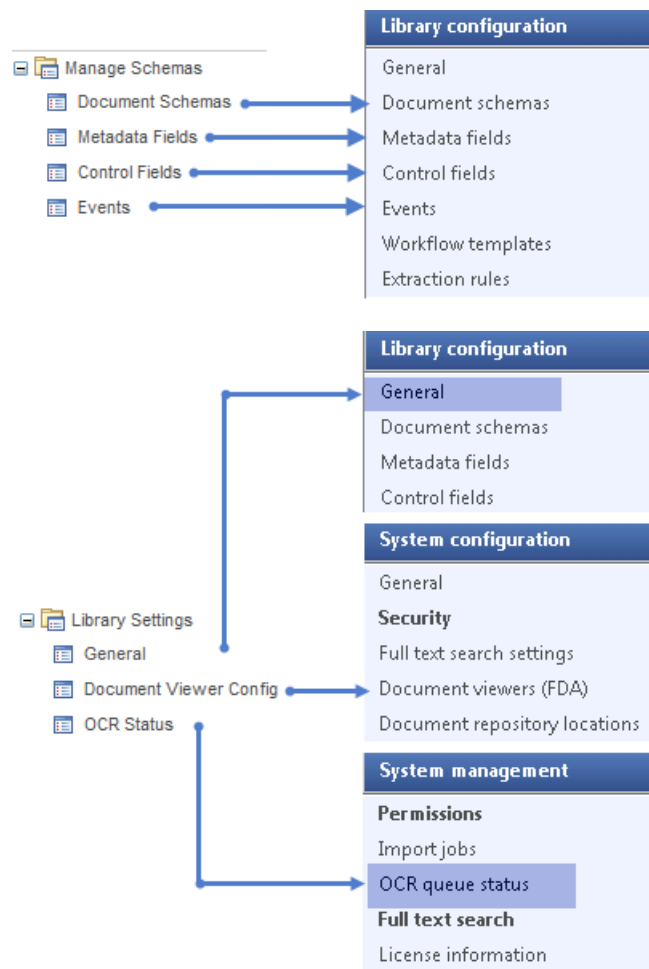 Manage Schemas
Document Schemas
Metadata Fields
Control Fields
Events
Library configuration
General
Document schemas
Metadata fields
Control fields
Events
Workflow templates
Extraction rules
Library configuration
General
Document schemas
Metadata fields
Control fields
Library Settings
General
Document Viewer Config
OCR Status
System configuration
General
Security
Full text search settings
Document viewers (FDA)
Document repository locations
System management
Permissions
Import jobs
OCR queue status
Full text search
License information